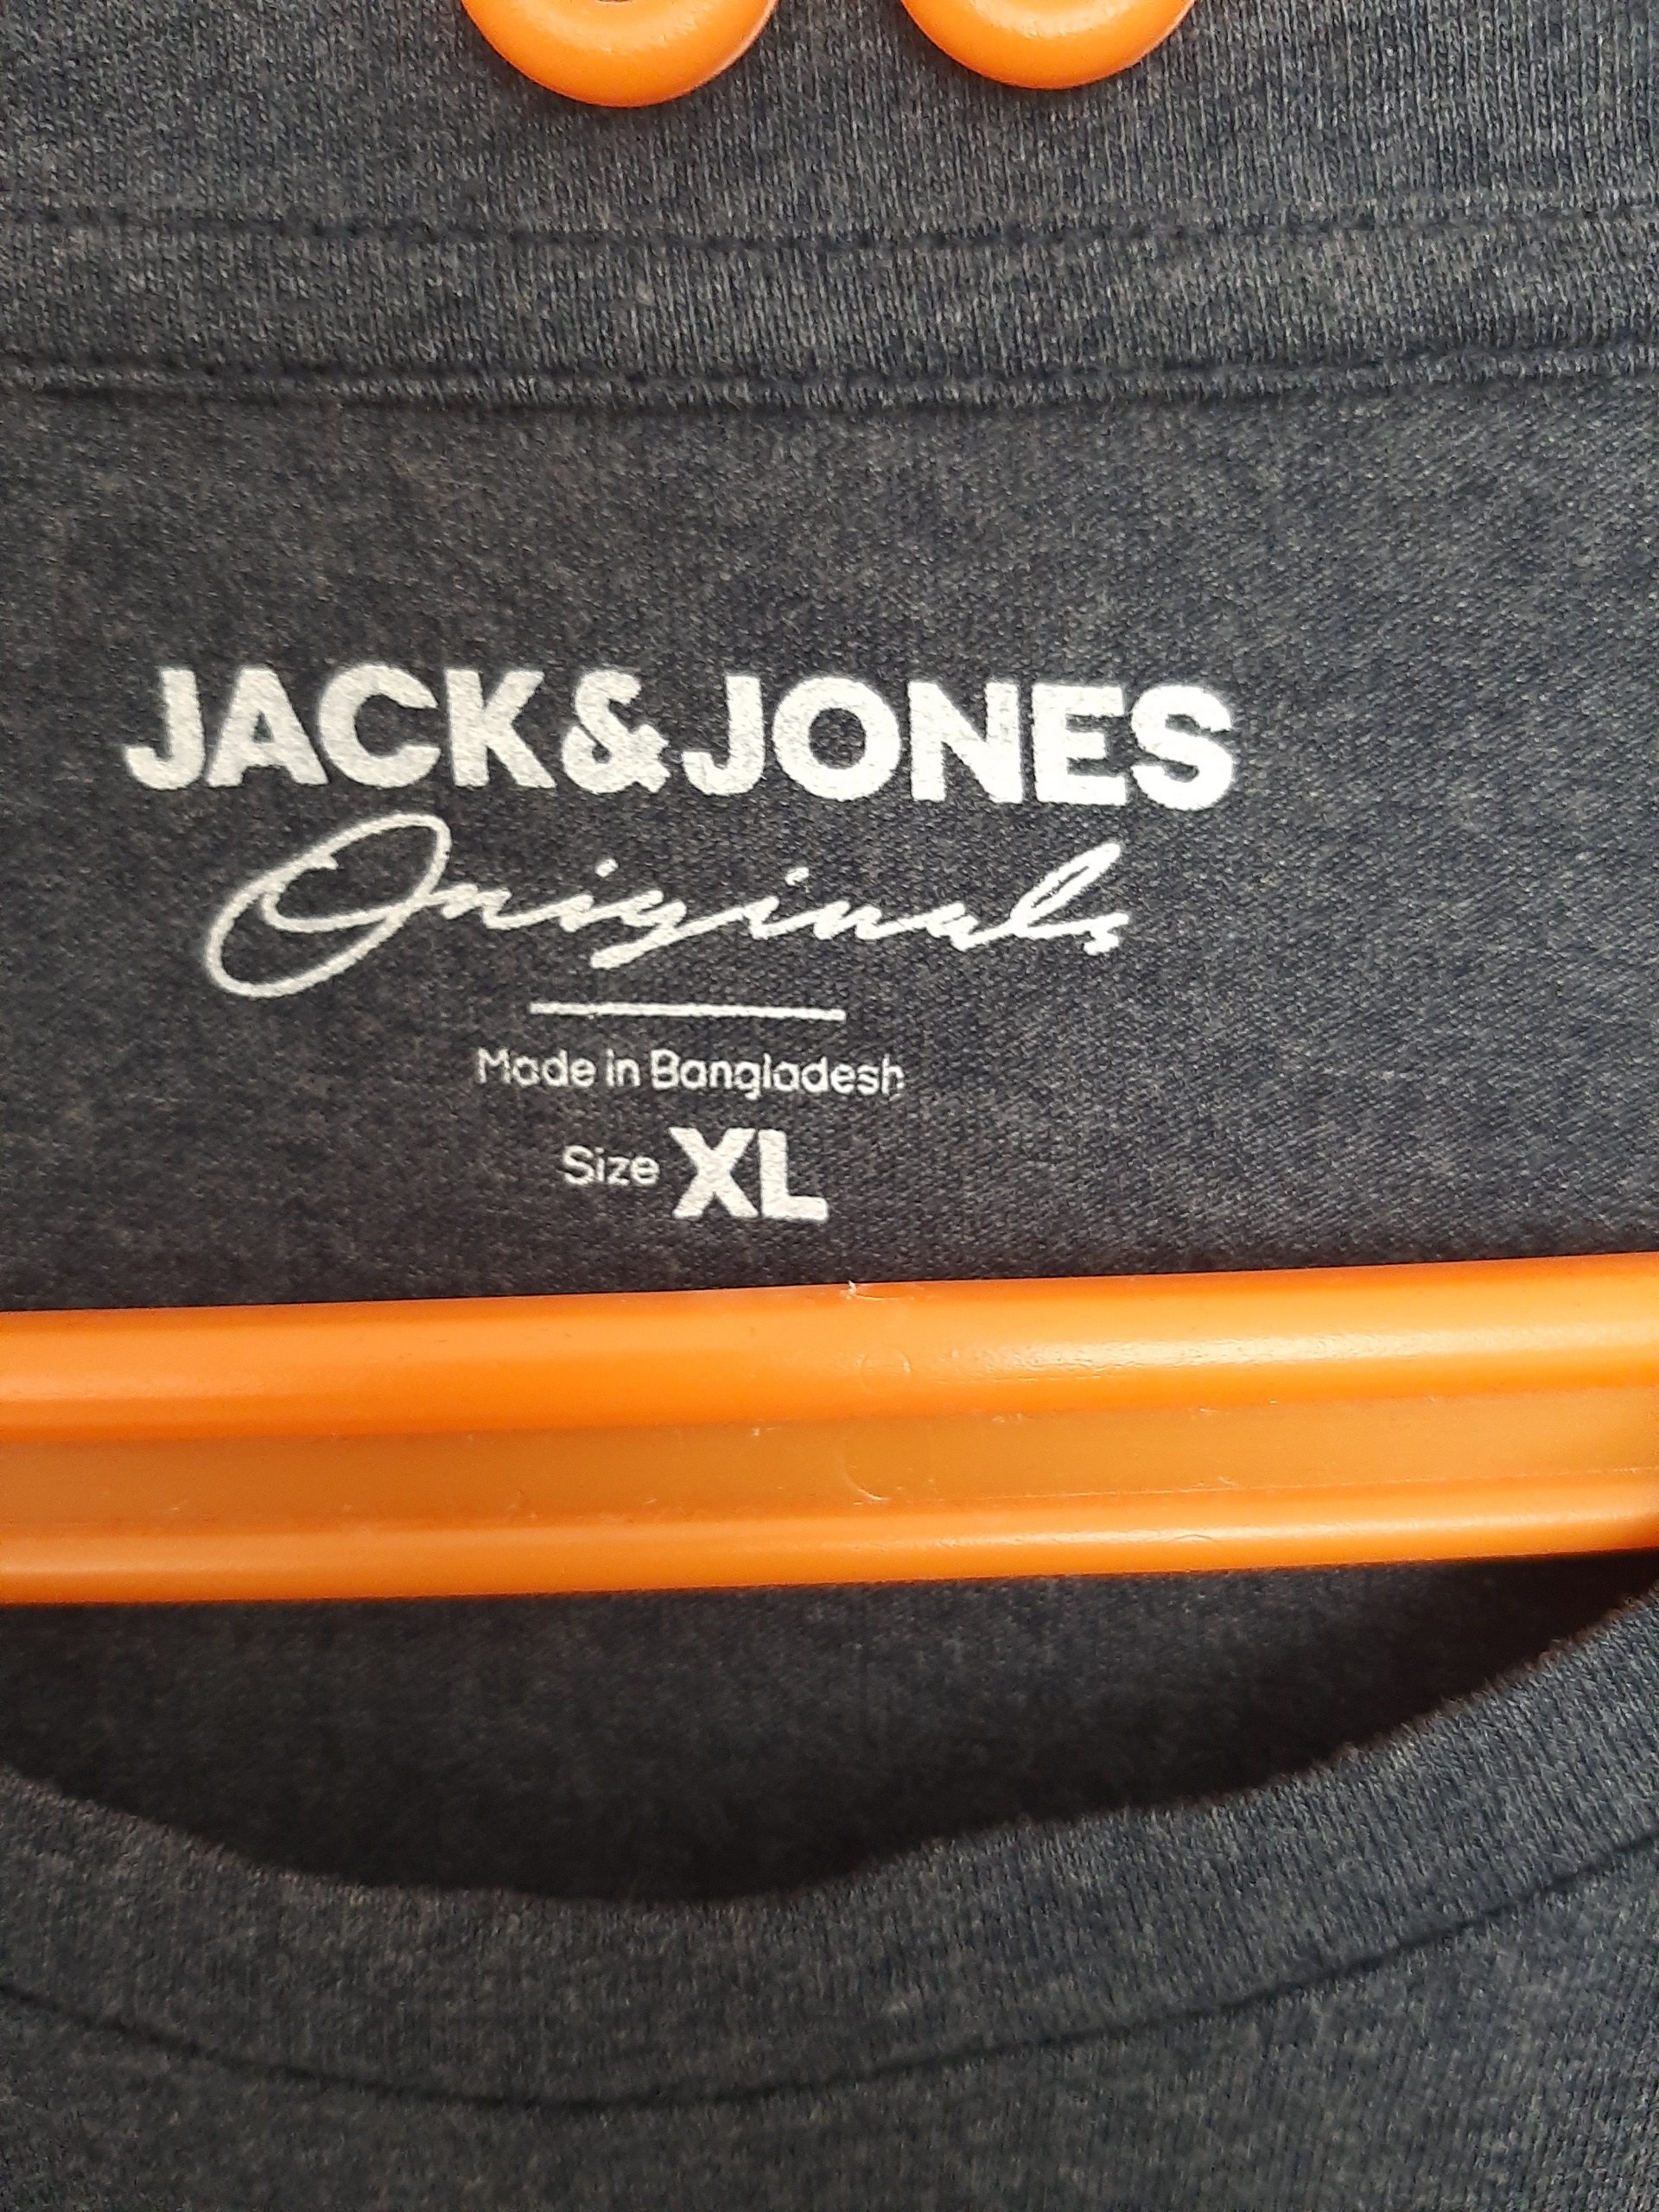 JACK&JONES
Originals
Made in Bangladesh
Size XL